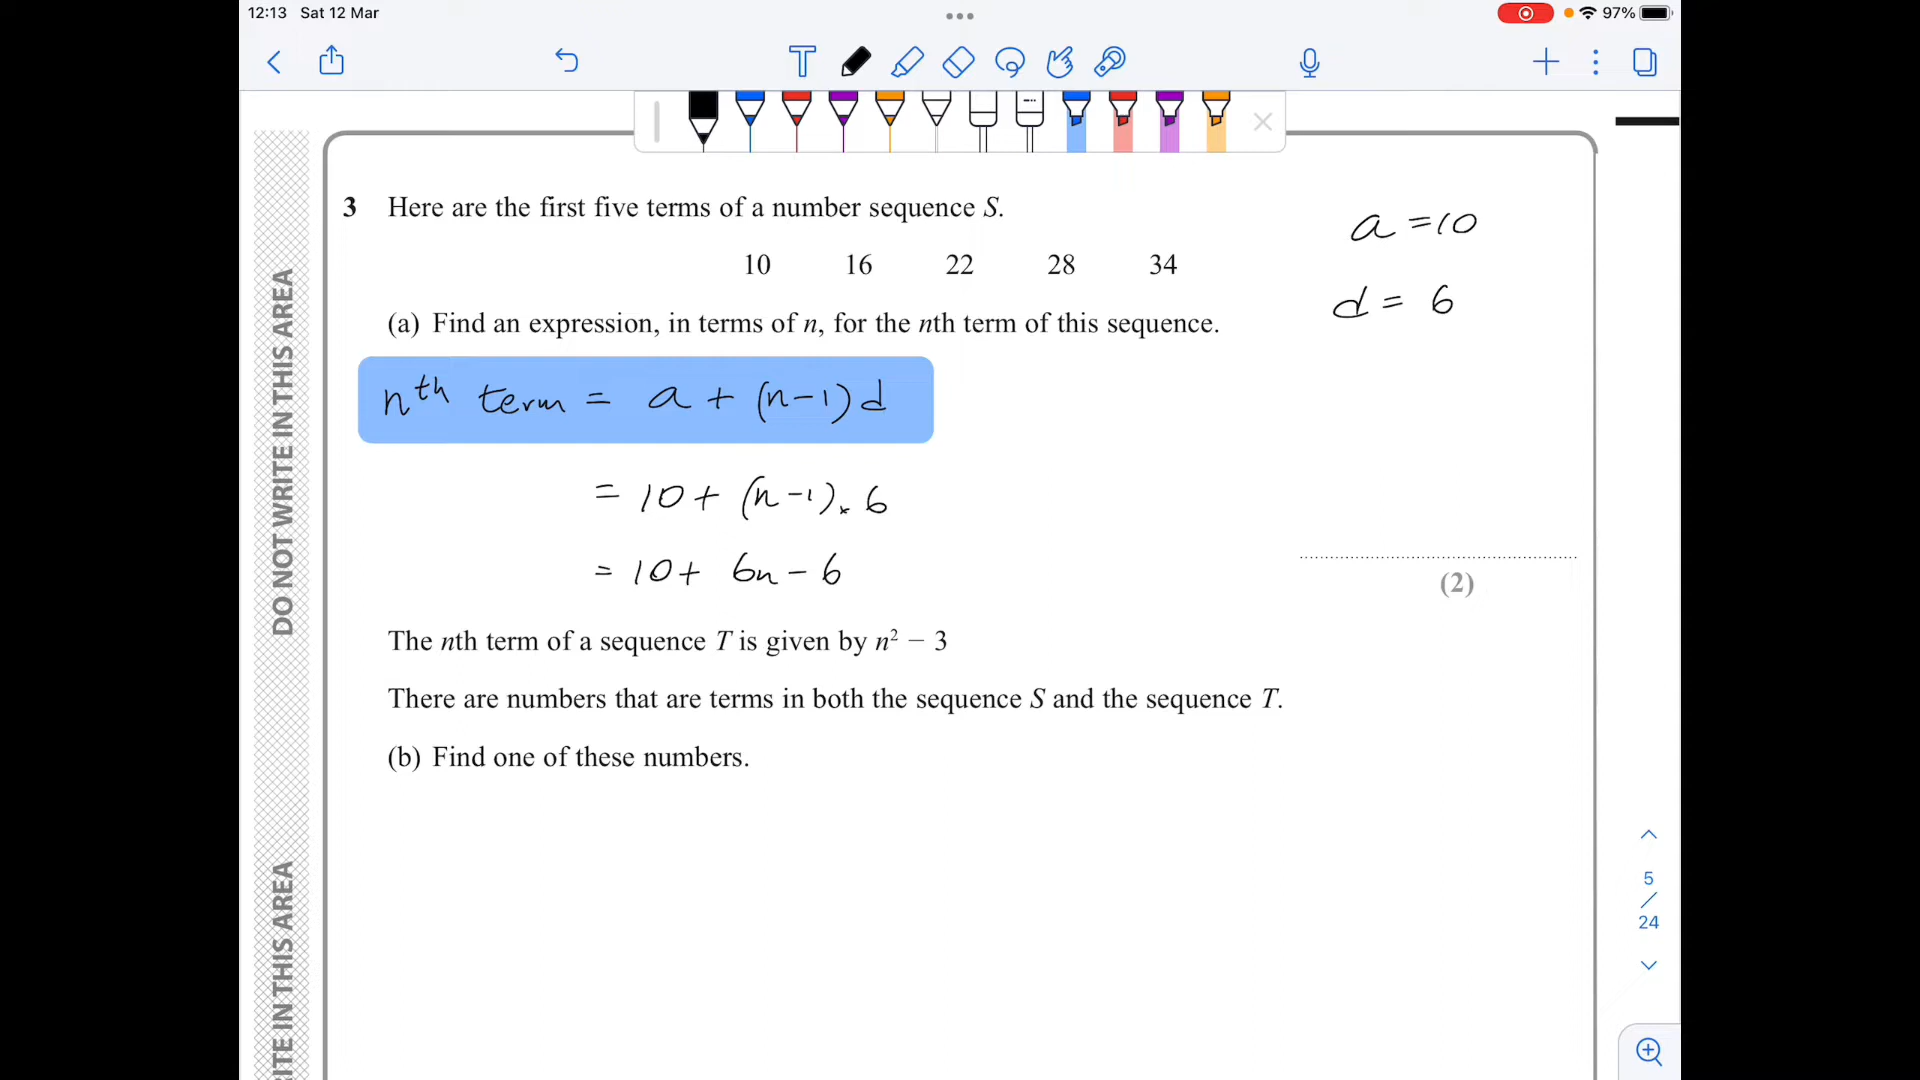 12:13 Sat 12 Mar
97%
3 Here are the first five terms of a number sequence S.
10 16 22 28 34
a = 10
d = 6
(a) Find an expression, in terms of n, for the nth term of this sequence.
nᵗʰ term = a + (n-1) d
= 10 + (n-1) × 6
= 10 + 6n - 6
(2)
The nth term of a sequence T is given by n² − 3
There are numbers that are terms in both the sequence S and the sequence T.
(b) Find one of these numbers.
5
/
24
DO NOT WRITE IN THIS AREA
ITE IN THIS AREA